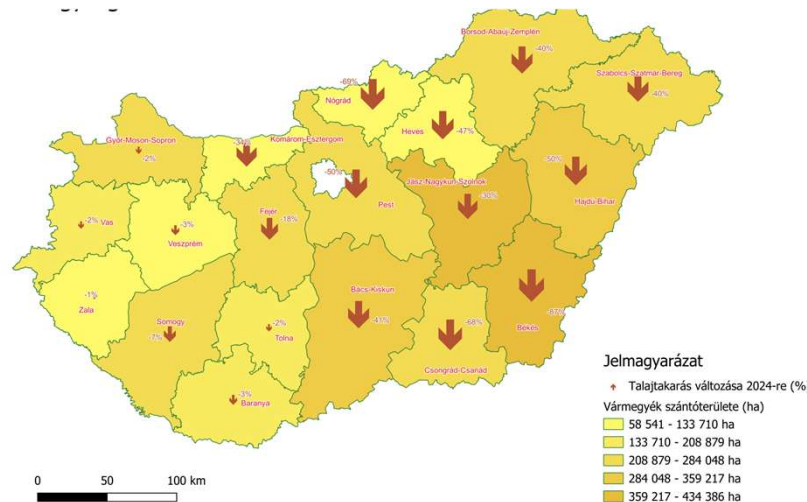 Borsod-Abaúj-Zemplén
-40%
Szabolcs-Szatmár-Bereg
-40%
-69%
Nógrád
Heves
-47%
Győr-Moson-Sopron
-2%
Komárom-Esztergom
-50%
Pest
Jász-Nagykun-Szolnok
-30%
-50%
Hajdu-Bihar
-2%
Vas
-3%
Veszprém
Fejér
-18%
-1%
Zala
Somogy
-7%
-2%
Tolna
Bács-Kiskun
-41%
-68%
Csongrád-Csanád
Békés
-87%
-3%
Baranya
Jelmagyarázat
Talajtakarás változása 2024-re (%
Vármegyék szántóterülete (ha)
58 541 - 133 710 ha
133 710 - 208 879 ha
208 879 - 284 048 ha
284 048 - 359 217 ha
359 217 - 434 386 ha
0 50 100 km